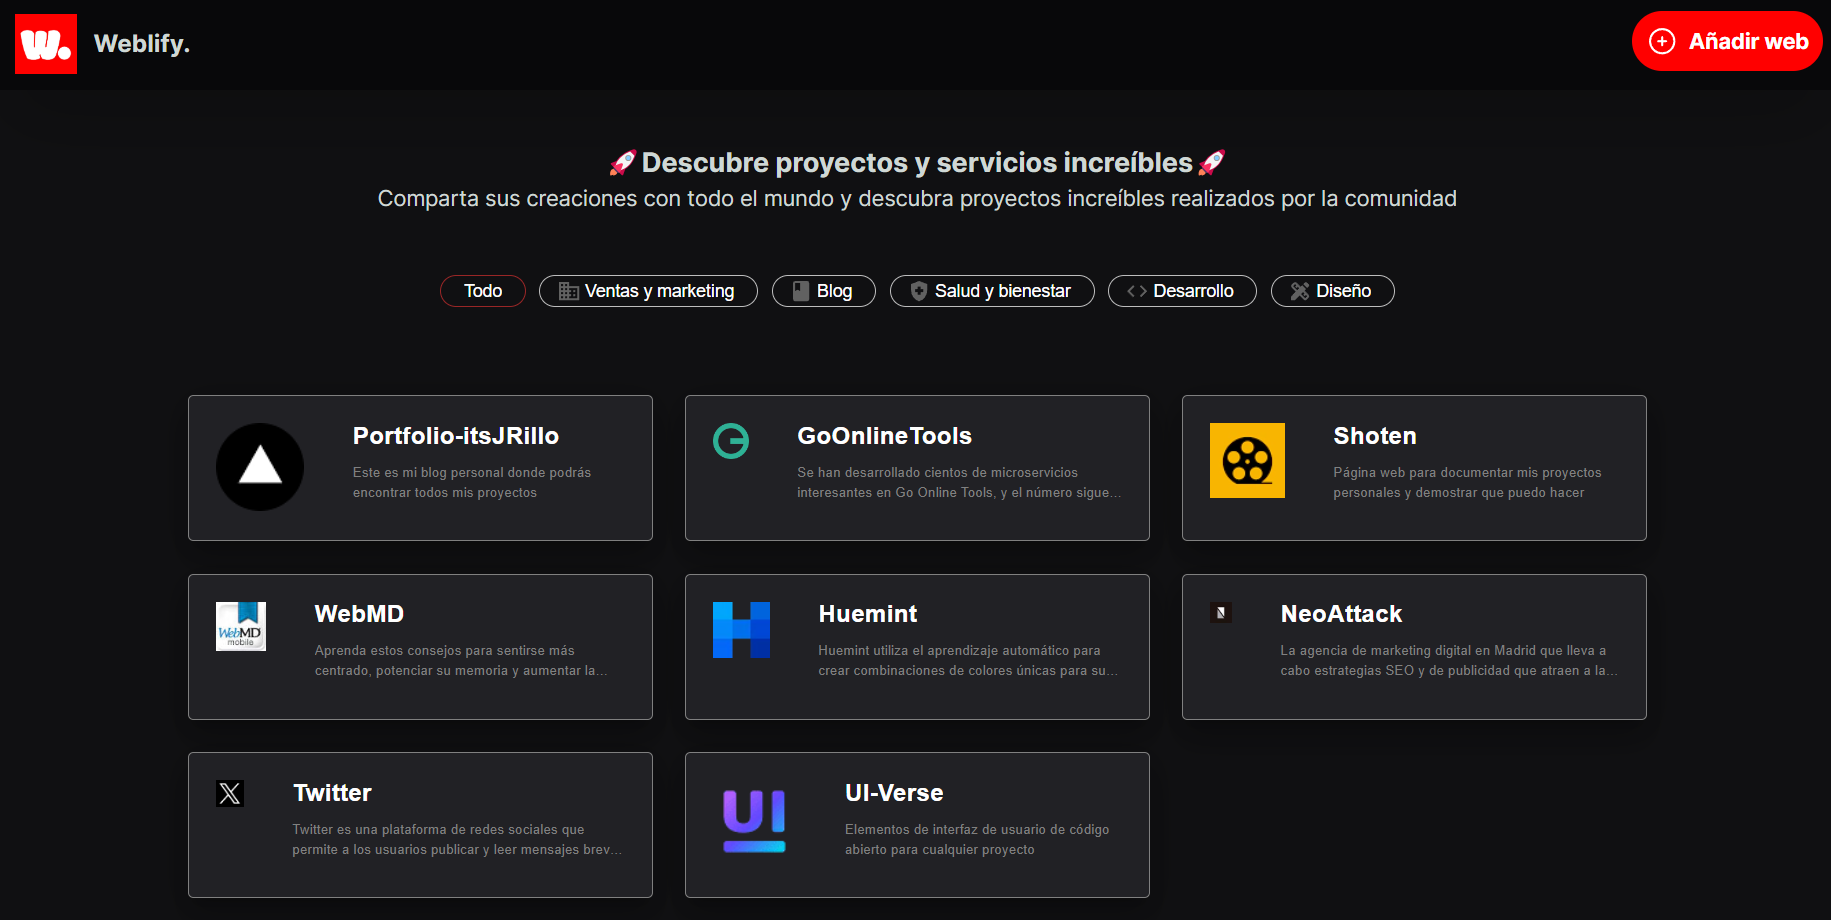 W.
Weblify.
Añadir web
🚀Descubre proyectos y servicios increíbles🚀
Comparta sus creaciones con todo el mundo y descubra proyectos increíbles realizados por la comunidad
Todo
Ventas y marketing
Blog
Salud y bienestar
Desarrollo
Diseño
Portfolio-itsJRillo
Este es mi blog personal donde podrás
encontrar todos mis proyectos
GoOnlineTools
Se han desarrollado cientos de microservicios
interesantes en Go Online Tools, y el número sigue...
Shoten
Página web para documentar mis proyectos
personales y demostrar que puedo hacer
WebMD
mobile
WebMD
Aprenda estos consejos para sentirse más
centrado, potenciar su memoria y aumentar la...
H
Huemint
Huemint utiliza el aprendizaje automático para
crear combinaciones de colores únicas para su...
N
NeoAttack
La agencia de marketing digital en Madrid que lleva a
cabo estrategias SEO y de publicidad que atraen a la...
X
Twitter
Twitter es una plataforma de redes sociales que
permite a los usuarios publicar y leer mensajes brev...
UI
UI-Verse
Elementos de interfaz de usuario de código
abierto para cualquier proyecto